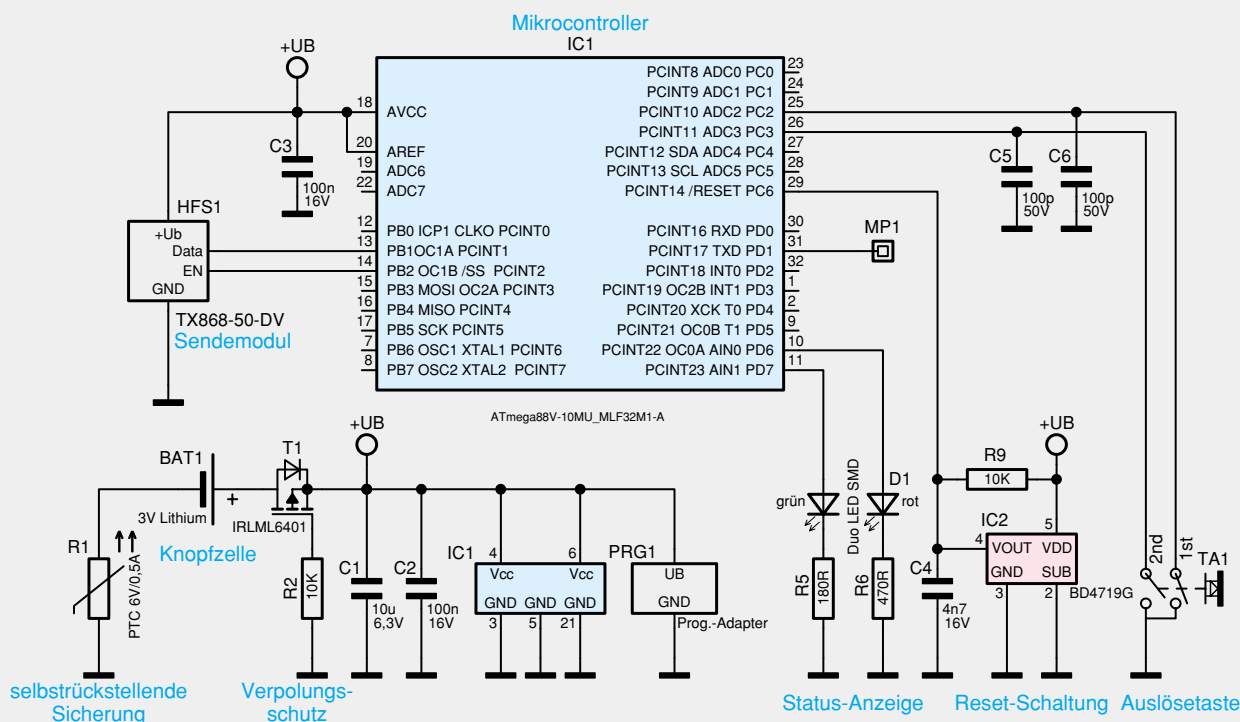 Mikrocontroller
IC1
+UB
18
AVCC
20
AREF
19
ADC6
22
ADC7
C3
100n
16V
12
PB0 ICP1 CLKO PCINT0
13
PB1OC1A PCINT1
14
PB2 OC1B /SS PCINT2
15
PB3 MOSI OC2A PCINT3
16
PB4 MISO PCINT4
17
PB5 SCK PCINT5
7
PB6 OSC1 XTAL1 PCINT6
8
PB7 OSC2 XTAL2 PCINT7
HFS1
+Ub
Data
EN
GND
TX868-50-DV
Sendemodul
PCINT8 ADC0 PC0
23
PCINT9 ADC1 PC1
24
PCINT10 ADC2 PC2
25
PCINT11 ADC3 PC3
26
PCINT12 SDA ADC4 PC4
27
PCINT13 SCL ADC5 PC5
28
PCINT14 /RESET PC6
29
PCINT16 RXD PD0
30
PCINT17 TXD PD1
31
PCINT18 INT0 PD2
32
PCINT19 OC2B INT1 PD3
1
PCINT20 XCK T0 PD4
2
PCINT21 OC0B T1 PD5
9
PCINT22 OC0A AIN0 PD6
10
PCINT23 AIN1 PD7
11
ATmega88V-10MU_MLF32M1-A
MP1
C5
100p
50V
C6
100p
50V
R1
PTC 6V/0,5A
selbstrückstellende
Sicherung
BAT1
+
3V Lithium
Knopfzelle
T1
IRLML6401
R2
10K
Verpolungs-
schutz
+UB
C1
10u
6,3V
C2
100n
16V
IC1
4
6
Vcc
Vcc
GND
GND
GND
3
5
21
PRG1
UB
GND
Prog.-Adapter
grün
Duo LED SMD
D1
rot
R5
180R
R6
470R
Status-Anzeige
C4
4n7
16V
R9
10K
+UB
IC2
5
4
VOUT
VDD
GND
SUB
3
2
BD4719G
Reset-Schaltung
2nd
1st
TA1
Auslösetaste